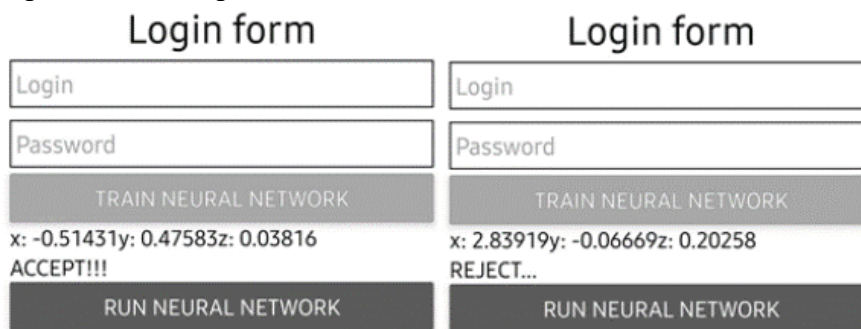 Login form
Login
Password
TRAIN NEURAL NETWORK
x: -0.51431y: 0.47583z: 0.03816
ACCEPT!!!
RUN NEURAL NETWORK
Login form
Login
Password
TRAIN NEURAL NETWORK
x: 2.83919y: -0.06669z: 0.20258
REJECT...
RUN NEURAL NETWORK